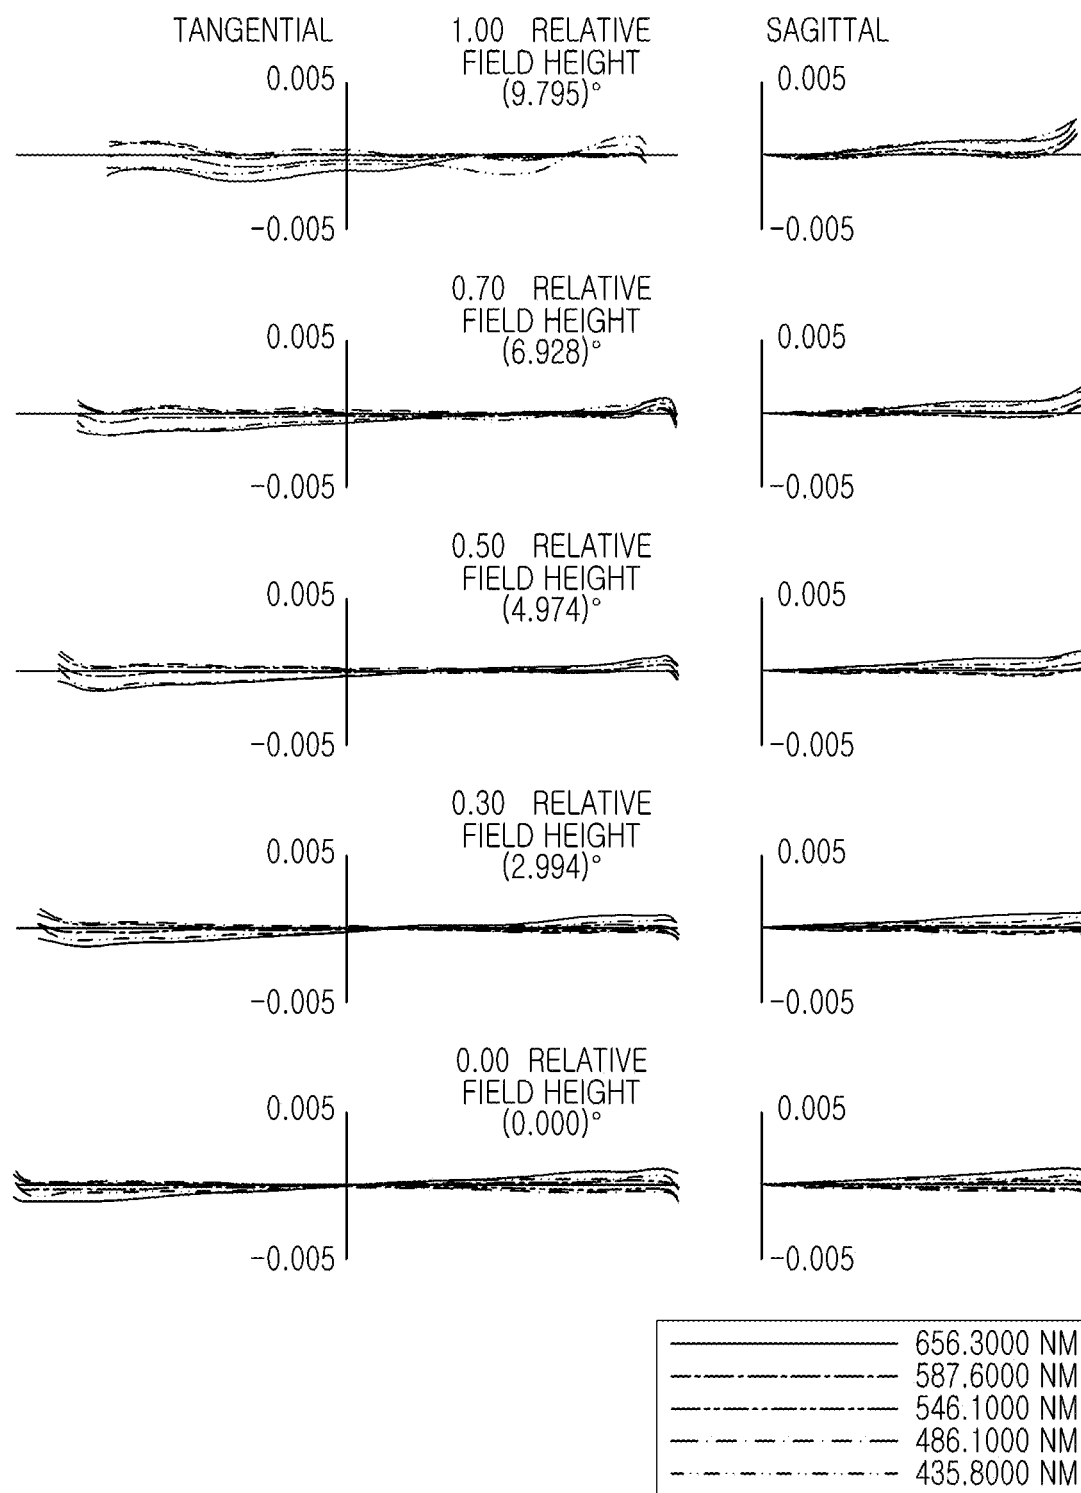 TANGENTIAL 1.00 RELATIVE SAGITTAL
FIELD HEIGHT
0.005 (9.795)° 0.005
-0.005 -0.005
0.70 RELATIVE
FIELD HEIGHT
0.005 (6.928)° 0.005
-0.005 -0.005
0.50 RELATIVE
FIELD HEIGHT
0.005 (4.974)° 0.005
-0.005 -0.005
0.30 RELATIVE
FIELD HEIGHT
0.005 (2.994)° 0.005
-0.005 -0.005
0.00 RELATIVE
FIELD HEIGHT
0.005 (0.000)° 0.005
-0.005 -0.005
656.3000 NM
587.6000 NM
546.1000 NM
486.1000 NM
435.8000 NM